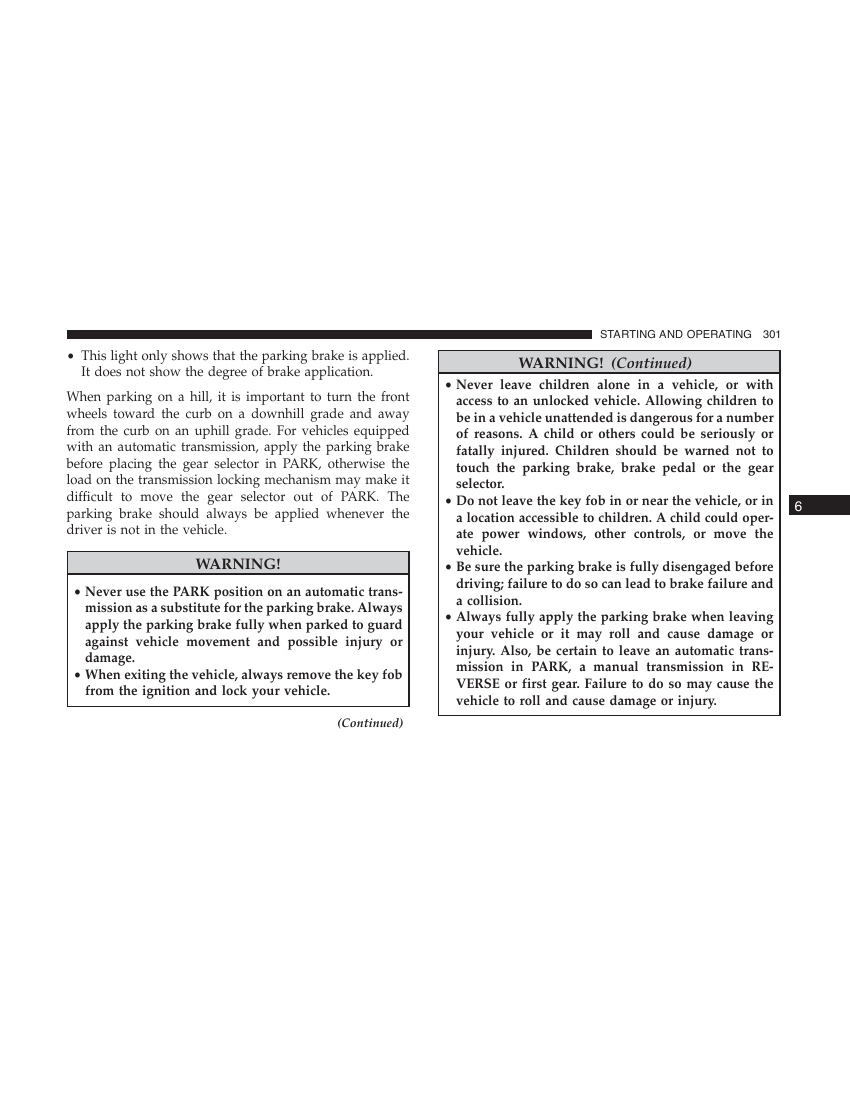 STARTING AND OPERATING 301
• This light only shows that the parking brake is applied.
It does not show the degree of brake application.
When parking on a hill, it is important to turn the front
wheels toward the curb on a downhill grade and away
from the curb on an uphill grade. For vehicles equipped
with an automatic transmission, apply the parking brake
before placing the gear selector in PARK, otherwise the
load on the transmission locking mechanism may make it
difficult to move the gear selector out of PARK. The
parking brake should always be applied whenever the
driver is not in the vehicle.
WARNING!
• Never use the PARK position on an automatic trans-
mission as a substitute for the parking brake. Always
apply the parking brake fully when parked to guard
against vehicle movement and possible injury or
damage.
• When exiting the vehicle, always remove the key fob
from the ignition and lock your vehicle.
(Continued)
WARNING! (Continued)
• Never leave children alone in a vehicle, or with
access to an unlocked vehicle. Allowing children to
be in a vehicle unattended is dangerous for a number
of reasons. A child or others could be seriously or
fatally injured. Children should be warned not to
touch the parking brake, brake pedal or the gear
selector.
• Do not leave the key fob in or near the vehicle, or in
a location accessible to children. A child could oper-
ate power windows, other controls, or move the
vehicle.
• Be sure the parking brake is fully disengaged before
driving; failure to do so can lead to brake failure and
a collision.
• Always fully apply the parking brake when leaving
your vehicle or it may roll and cause damage or
injury. Also, be certain to leave an automatic trans-
mission in PARK, a manual transmission in RE-
VERSE or first gear. Failure to do so may cause the
vehicle to roll and cause damage or injury.
6